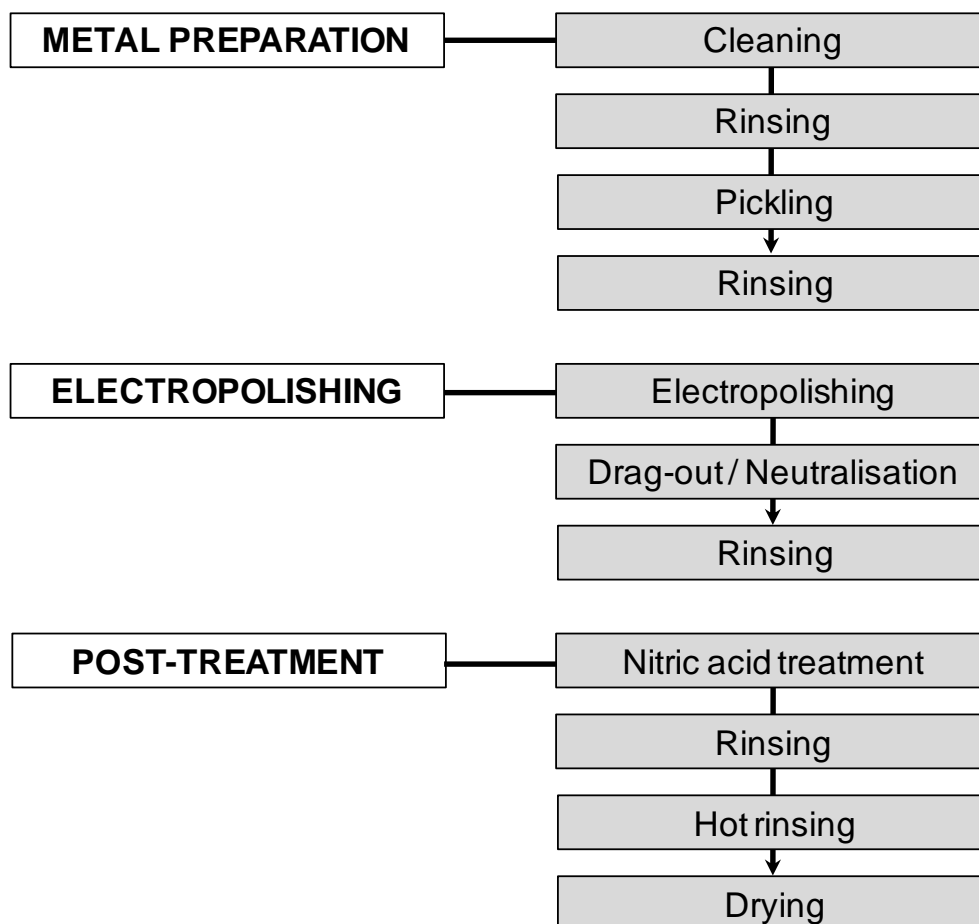 METAL PREPARATION
Cleaning
Rinsing
Pickling
Rinsing
ELECTROPOLISHING
Electropolishing
Drag-out / Neutralisation
Rinsing
POST-TREATMENT
Nitric acid treatment
Rinsing
Hot rinsing
Drying